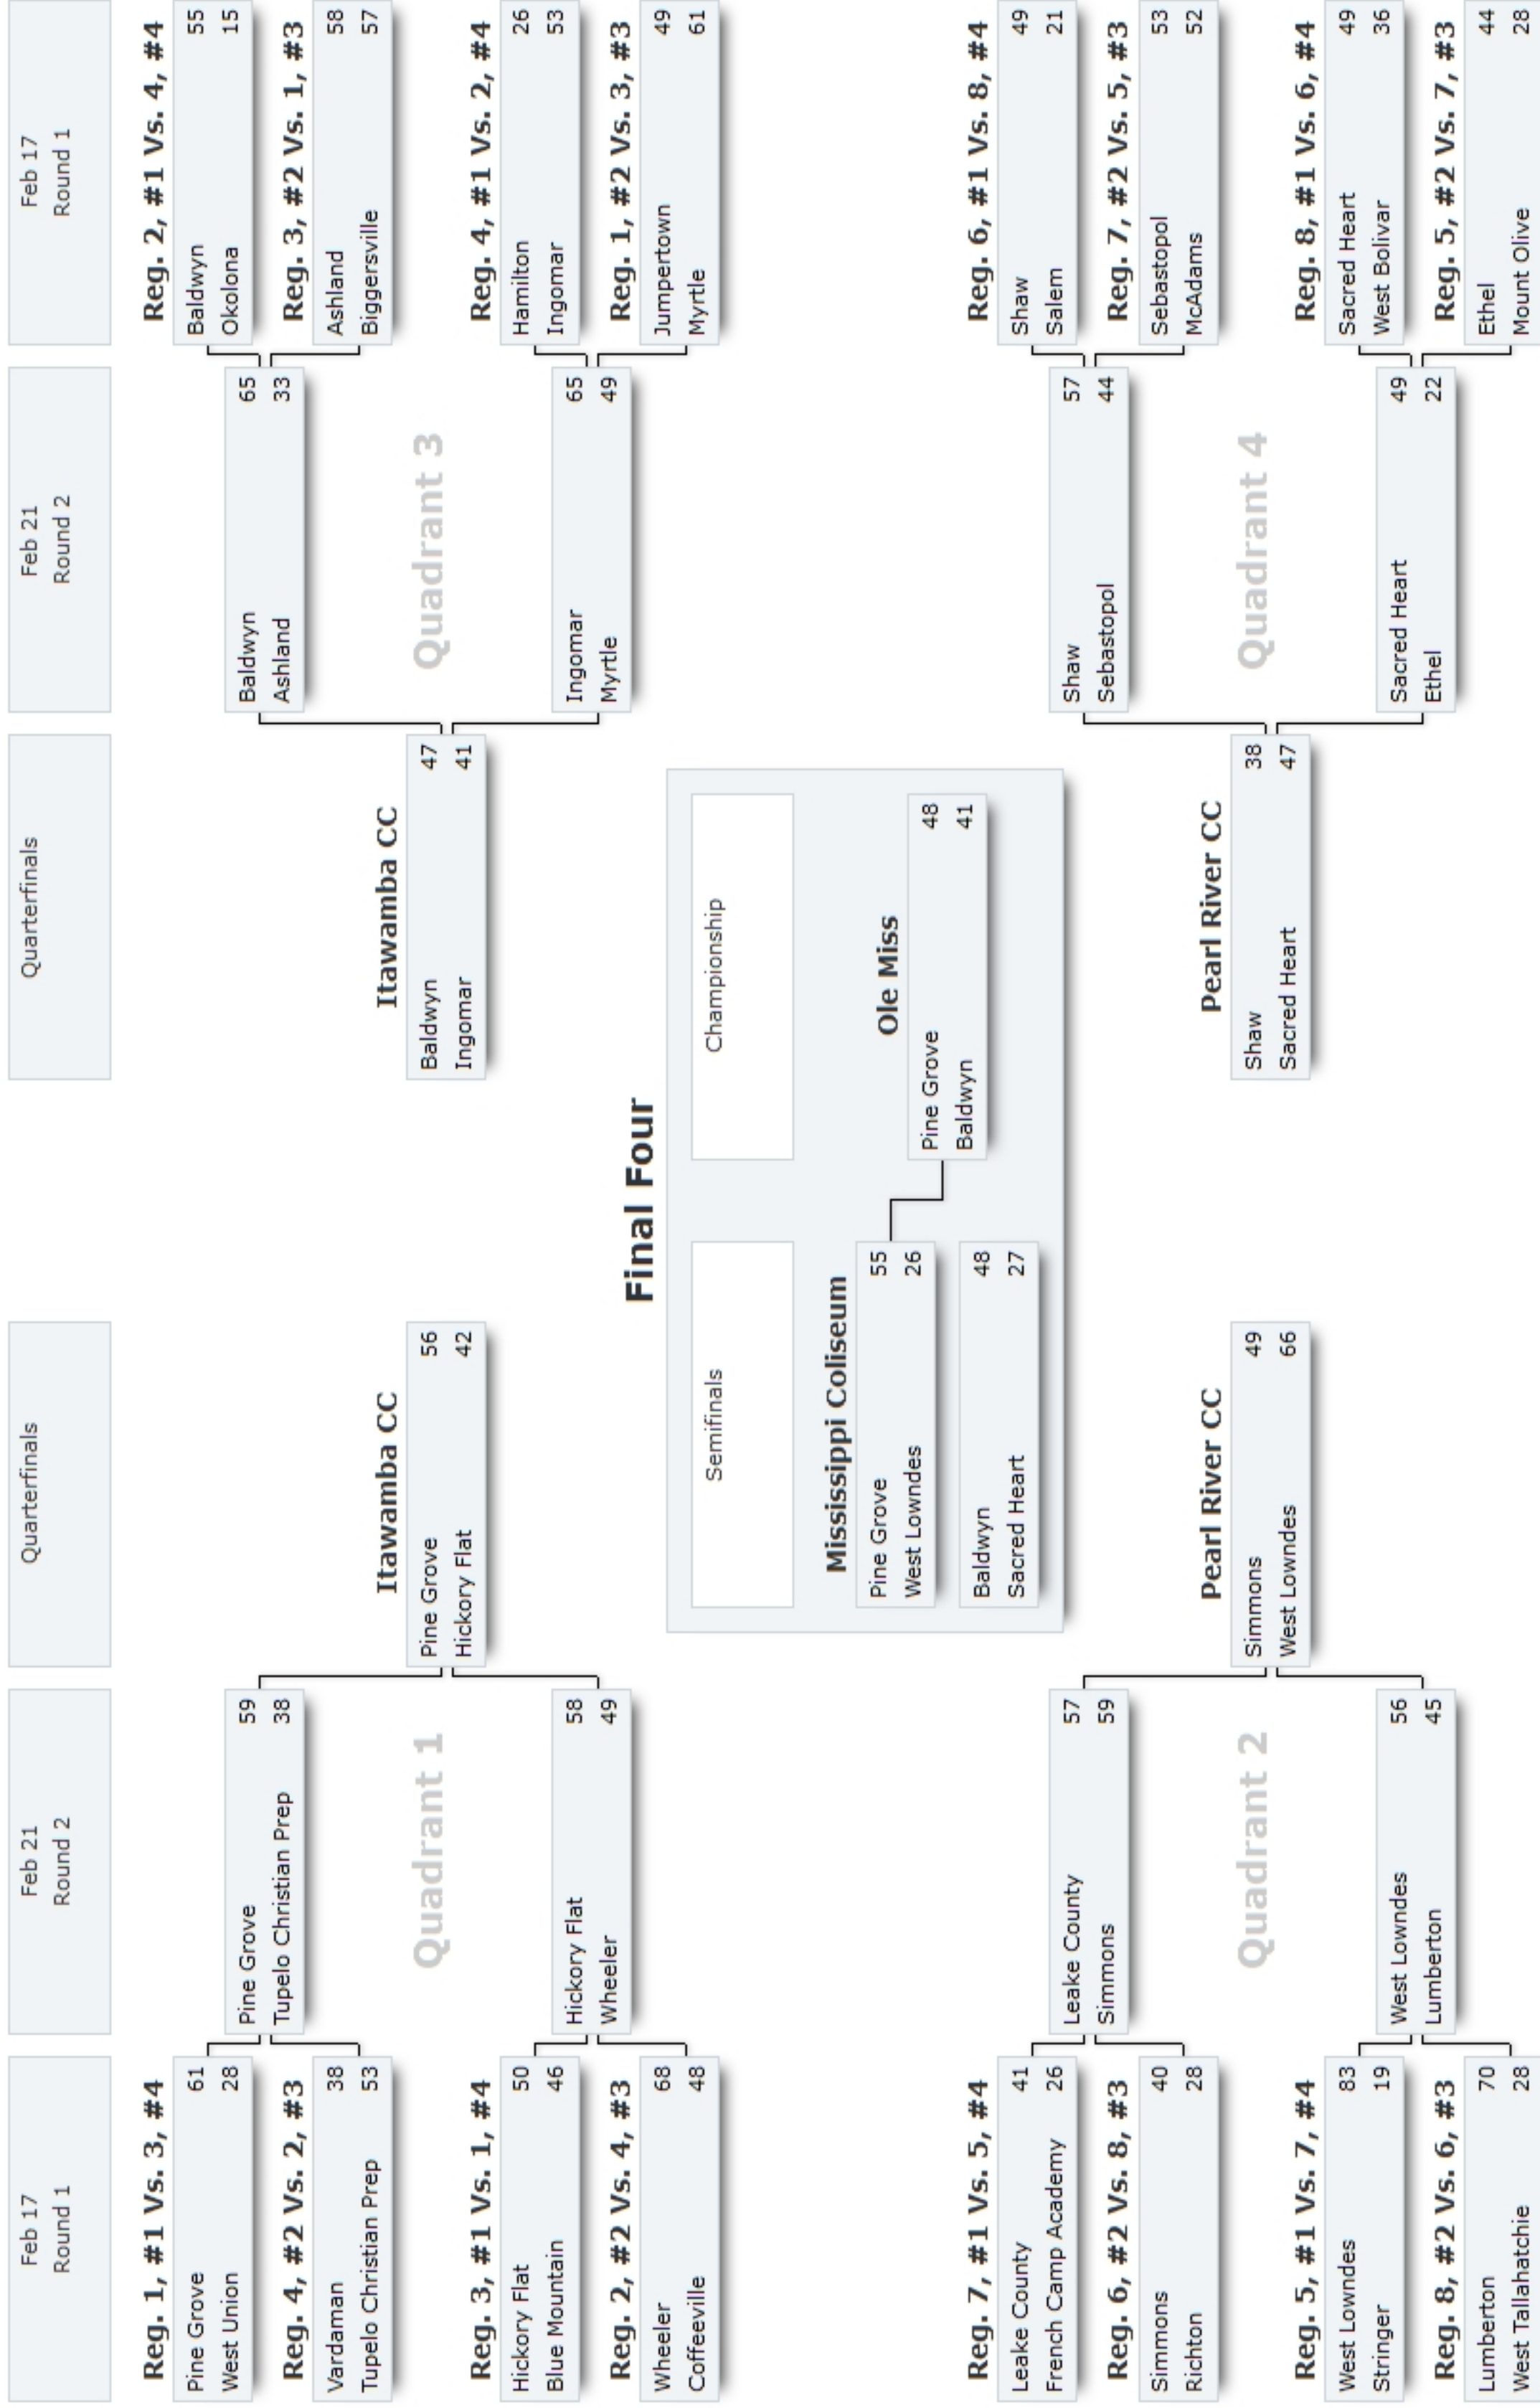 Feb 17
Round 1
Feb 21
Round 2
Quarterfinals
Quarterfinals
Feb 21
Round 2
Feb 17
Round 1
Reg. 1, #1 Vs. 3, #4
Pine Grove 61
West Union 28
Reg. 4, #2 Vs. 2, #3
Vardaman 38
Tupelo Christian Prep 53
Reg. 3, #1 Vs. 1, #4
Hickory Flat 50
Blue Mountain 46
Reg. 2, #2 Vs. 4, #3
Wheeler 68
Coffeeville 48
Pine Grove 59
Tupelo Christian Prep 38
Quadrant 1
Hickory Flat 58
Wheeler 49
Itawamba CC
Pine Grove 56
Hickory Flat 42
Itawamba CC
Baldwyn 47
Ingomar 41
Baldwyn 65
Ashland 33
Quadrant 3
Ingomar 65
Myrtle 49
Reg. 2, #1 Vs. 4, #4
Baldwyn 55
Okolona 15
Reg. 3, #2 Vs. 1, #3
Ashland 58
Biggersville 57
Reg. 4, #1 Vs. 2, #4
Hamilton 26
Ingomar 53
Reg. 1, #2 Vs. 3, #3
Jumpertown 49
Myrtle 61
Final Four
Semifinals
Championship
Mississippi Coliseum
Pine Grove 55
West Lowndes 26
Baldwyn 48
Sacred Heart 27
Ole Miss
Pine Grove 48
Baldwyn 41
Reg. 7, #1 Vs. 5, #4
Leake County 41
French Camp Academy 26
Reg. 6, #2 Vs. 8, #3
Simmons 40
Richton 28
Reg. 5, #1 Vs. 7, #4
West Lowndes 83
Stringer 19
Reg. 8, #2 Vs. 6, #3
Lumberton 70
West Tallahatchie 28
Leake County 57
Simmons 59
Quadrant 2
West Lowndes 56
Lumberton 45
Pearl River CC
Simmons 49
West Lowndes 66
Pearl River CC
Shaw 38
Sacred Heart 47
Shaw 57
Sebastopol 44
Quadrant 4
Sacred Heart 49
Ethel 22
Reg. 6, #1 Vs. 8, #4
Shaw 49
Salem 21
Reg. 7, #2 Vs. 5, #3
Sebastopol 53
McAdams 52
Reg. 8, #1 Vs. 6, #4
Sacred Heart 49
West Bolivar 36
Reg. 5, #2 Vs. 7, #3
Ethel 44
Mount Olive 28